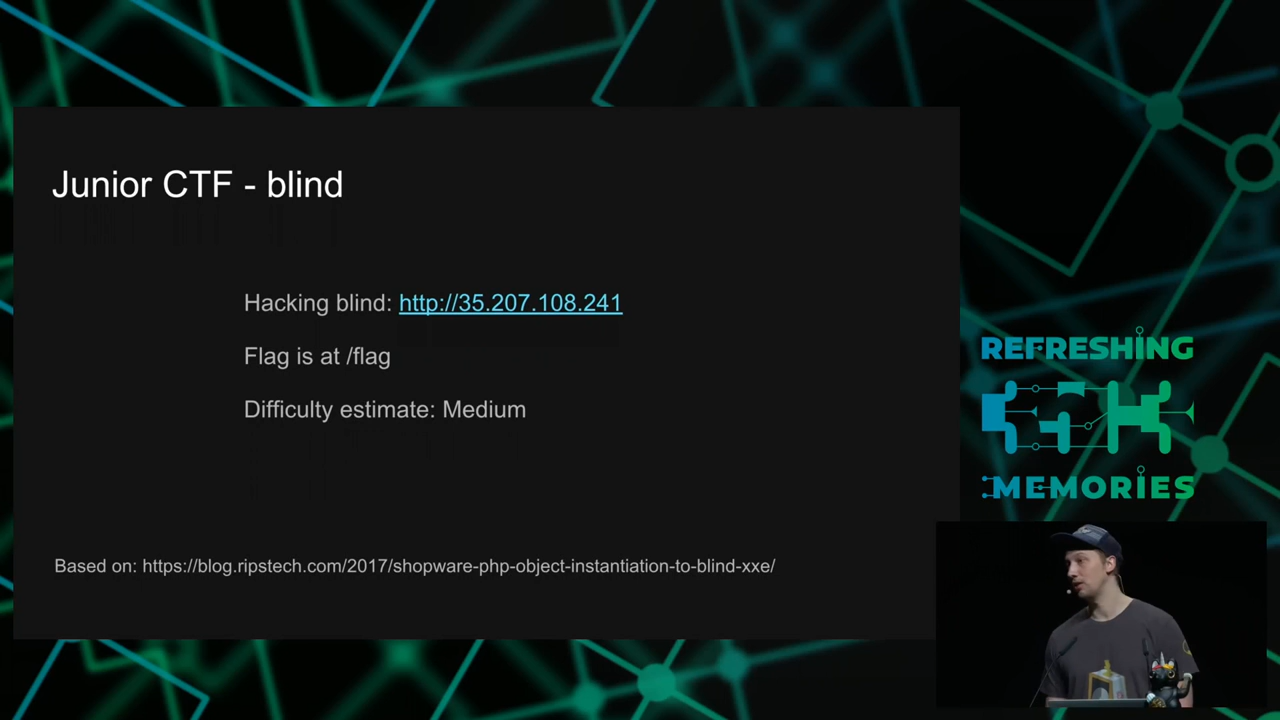 Junior CTF - blind
Hacking blind: http://35.207.108.241
Flag is at /flag
Difficulty estimate: Medium
Based on: https://blog.ripstech.com/2017/shopware-php-object-instantiation-to-blind-xxe/
REFRESHING
35C3
MEMORIES